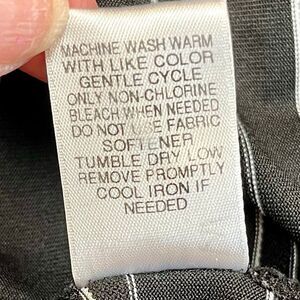 MACHINE WASH WARM
WITH LIKE COLOR
GENTLE CYCLE
ONLY NON-CHLORINE
BLEACH WHEN NEEDED
DO NOT USE FABRIC
SOFTENER
TUMBLE DRY LOW
REMOVE PROMPTLY
COOL IRON IF
NEEDED